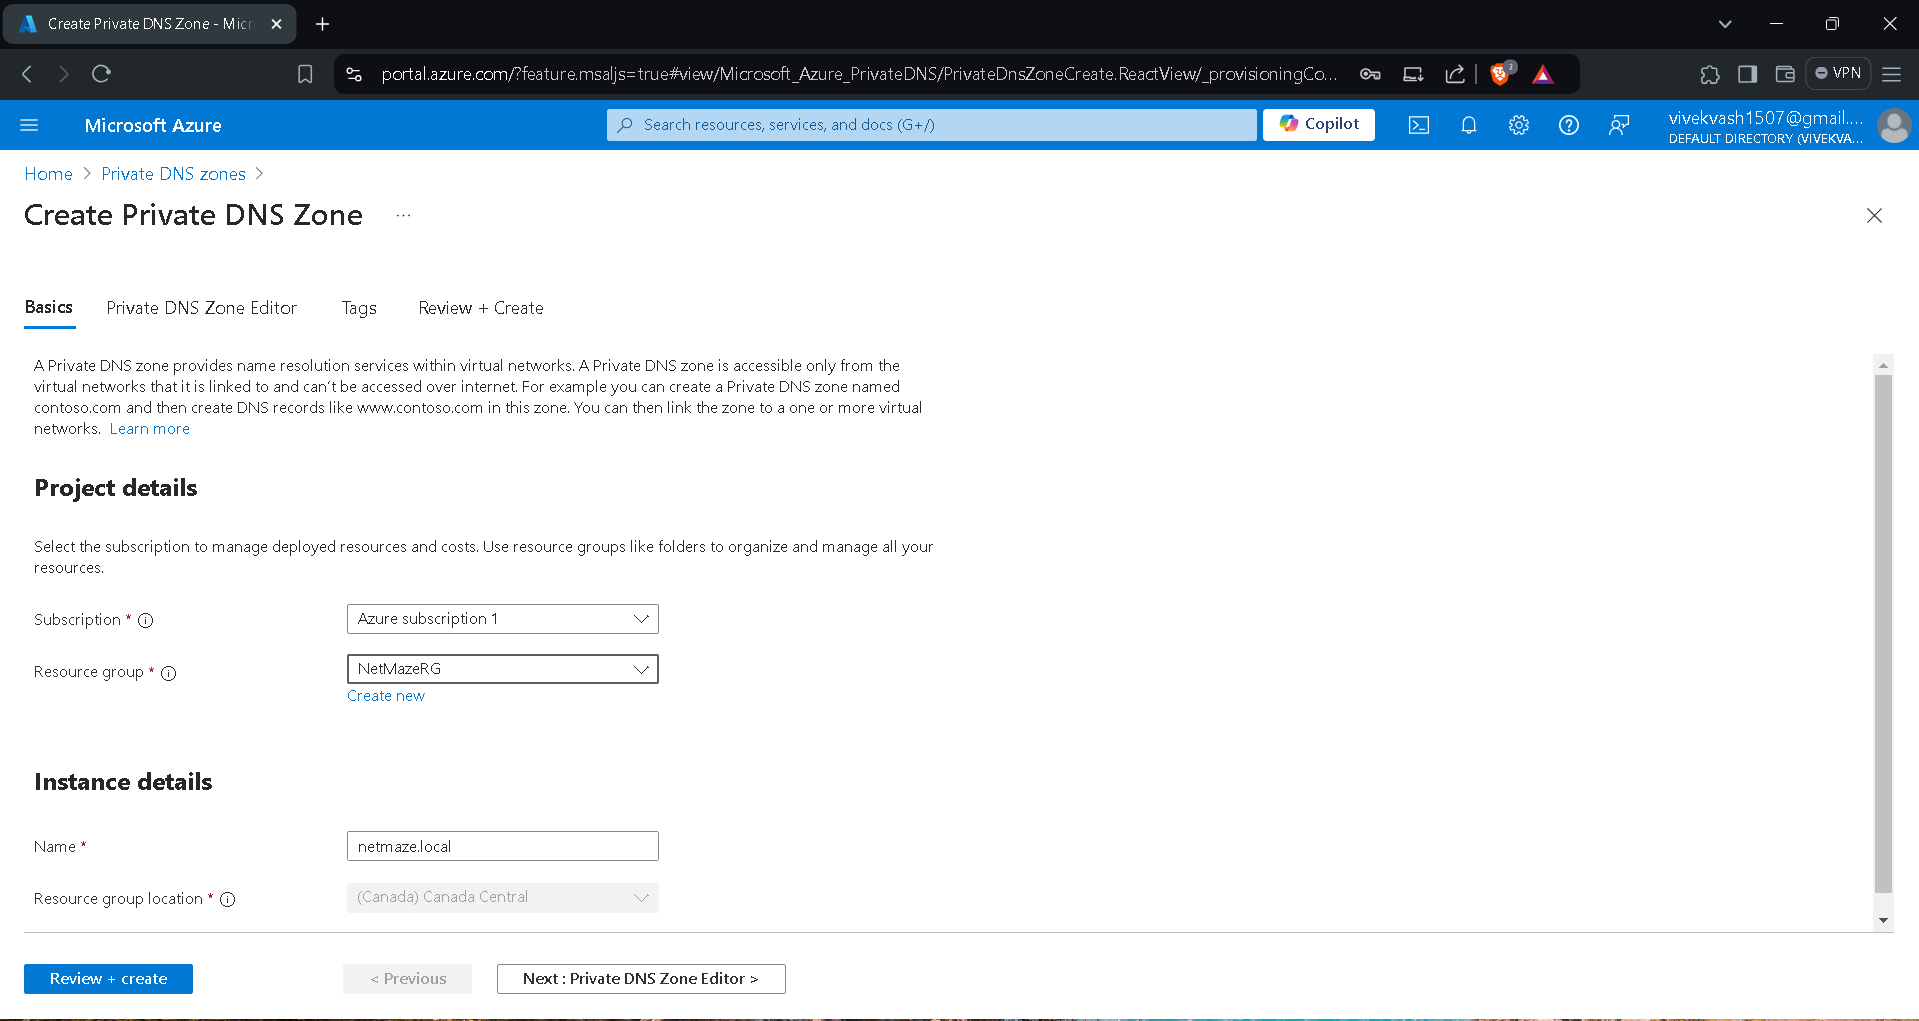 Create Private DNS Zone - Micr
portal.azure.com/?feature.msaljs=true#view/Microsoft_Azure_PrivateDNS/PrivateDnsZoneCreate.ReactView/_provisioningCo...
2
VPN
Microsoft Azure
Search resources, services, and docs (G+/)
Copilot
vivekvash1507@gmail....
DEFAULT DIRECTORY (VIVEKVA...
Home > Private DNS zones >
Create Private DNS Zone ...
Basics Private DNS Zone Editor Tags Review + Create
A Private DNS zone provides name resolution services within virtual networks. A Private DNS zone is accessible only from the
virtual networks that it is linked to and can't be accessed over internet. For example you can create a Private DNS zone named
contoso.com and then create DNS records like www.contoso.com in this zone. You can then link the zone to a one or more virtual
networks. Learn more
Project details
Select the subscription to manage deployed resources and costs. Use resource groups like folders to organize and manage all your
resources.
Subscription * Azure subscription 1
Resource group * NetMazeRG
Create new
Instance details
Name * netmaze.local
Resource group location * (Canada) Canada Central
Review + create < Previous Next : Private DNS Zone Editor >